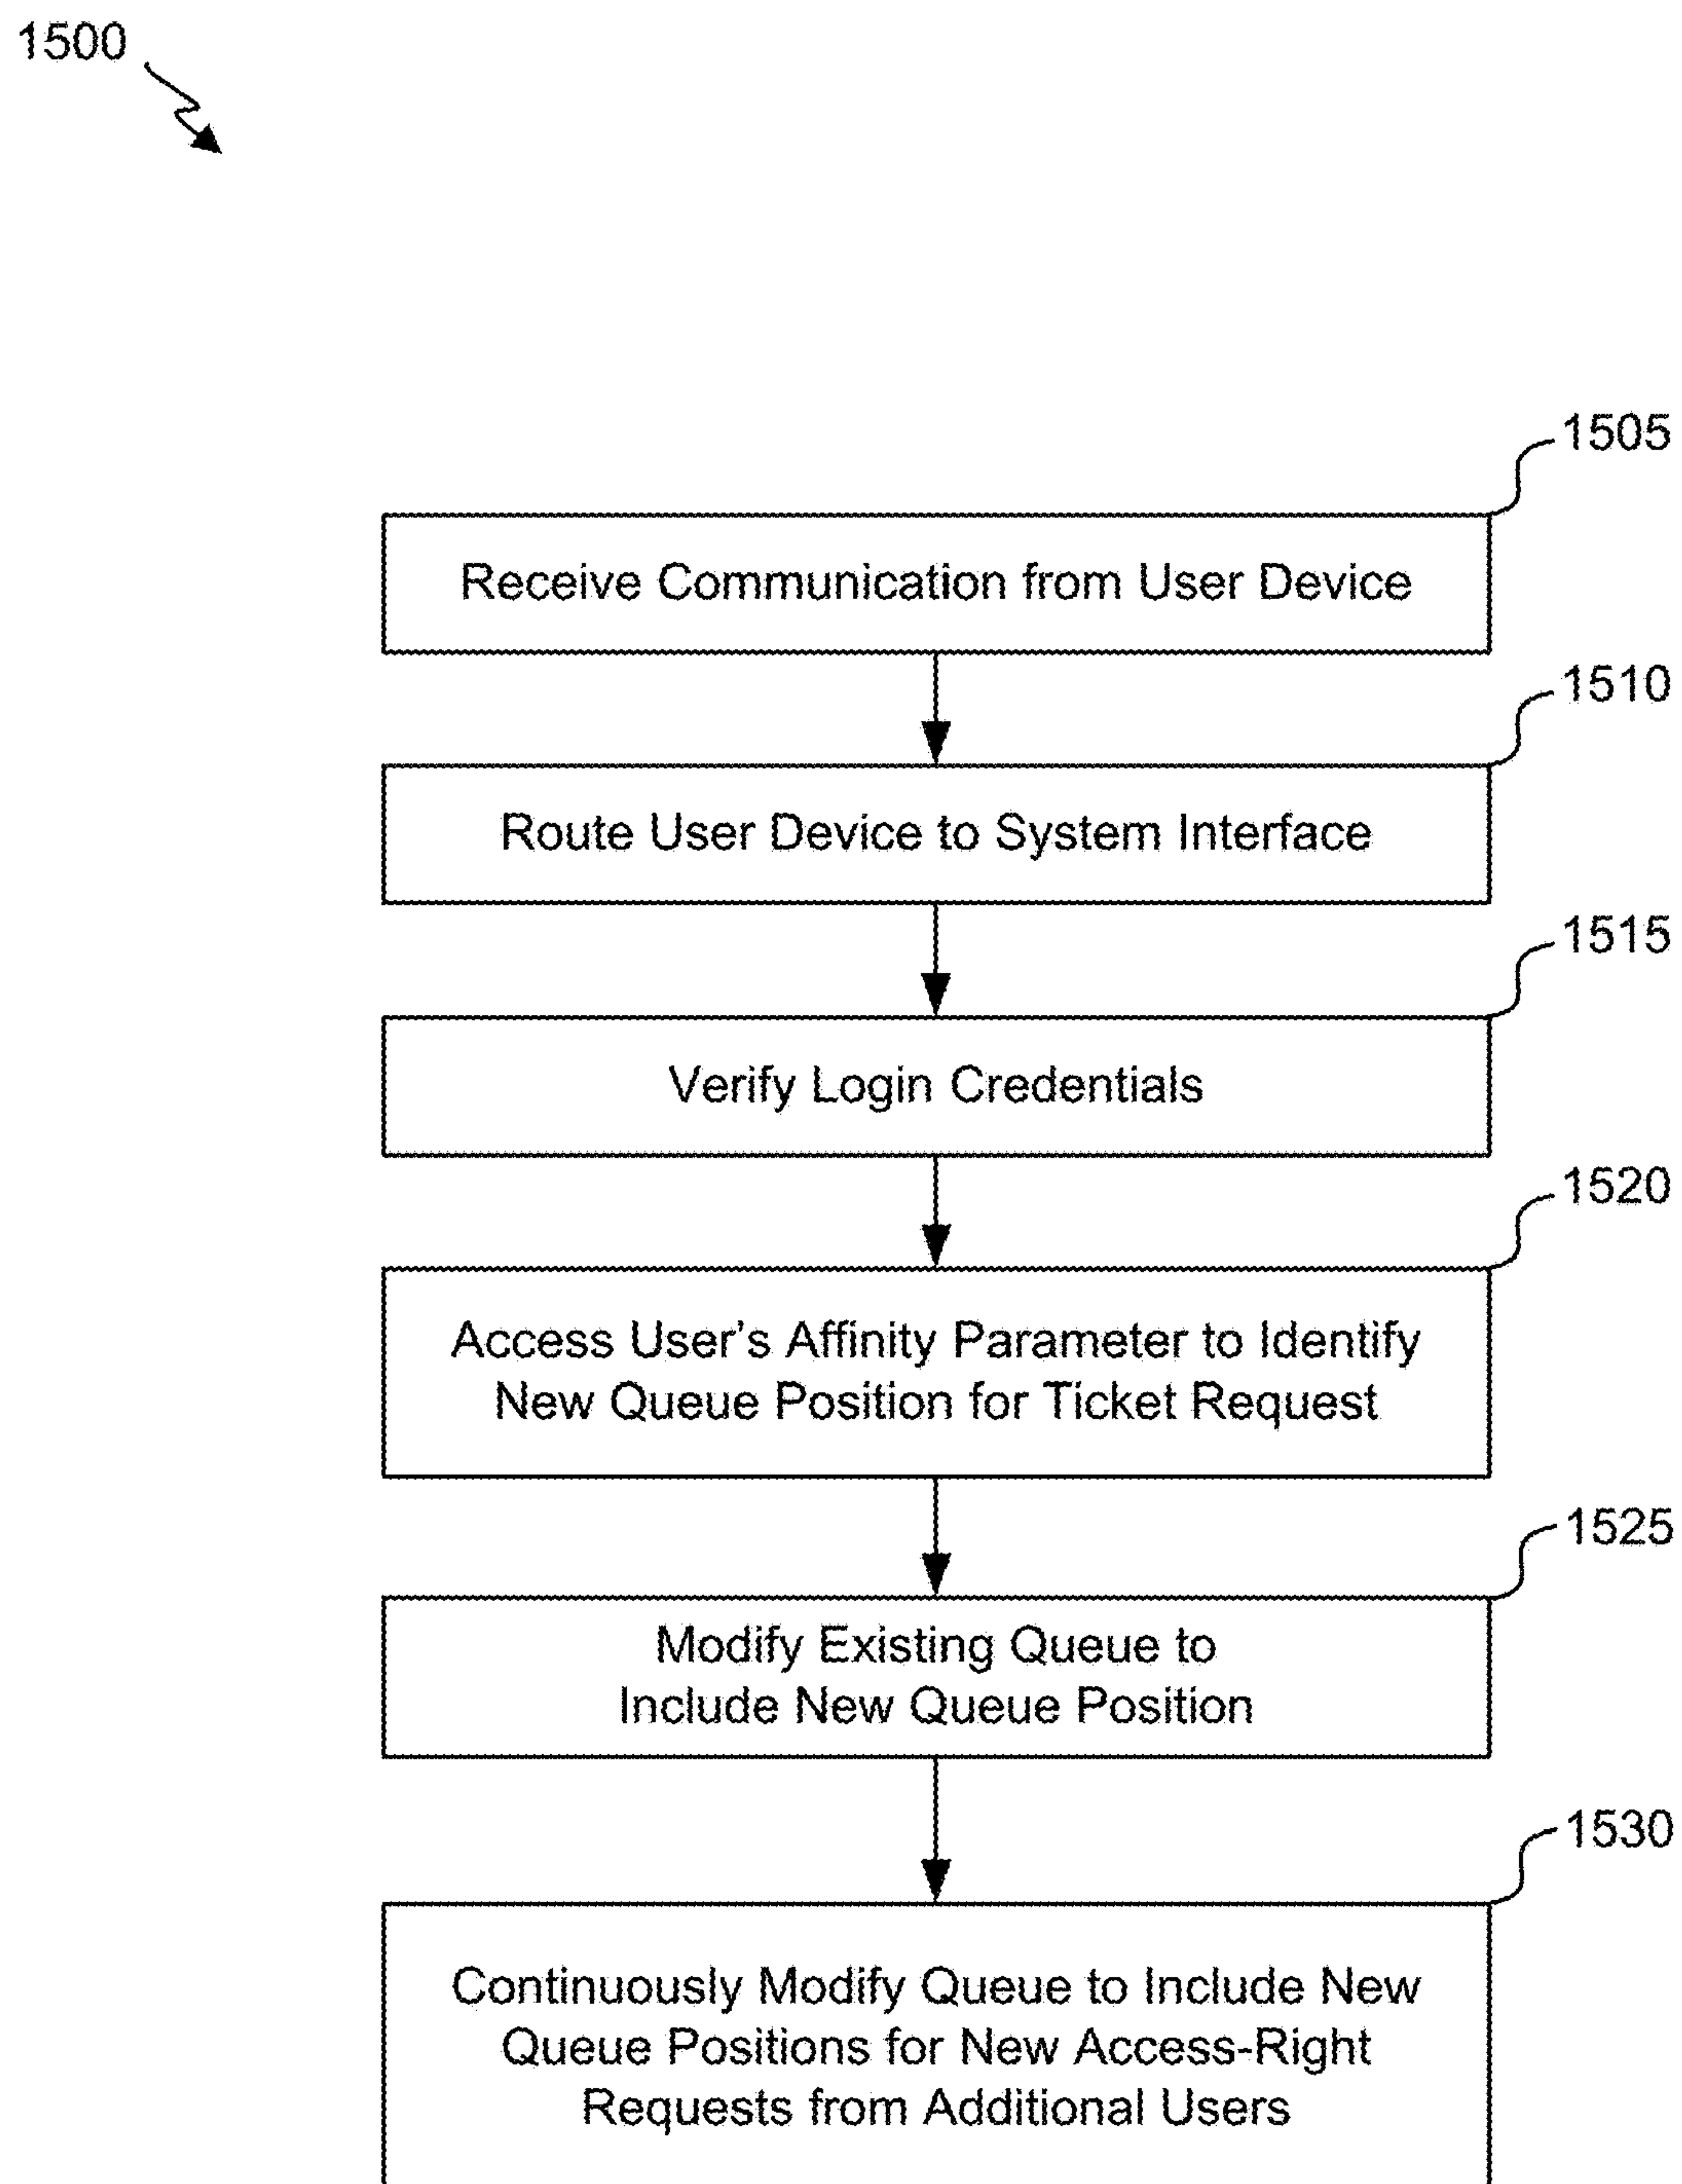 1500
1505
Receive Communication from User Device
1510
Route User Device to System Interface
1515
Verify Login Credentials
1520
Access User's Affinity Parameter to Identify
New Queue Position for Ticket Request
1525
Modify Existing Queue to
Include New Queue Position
1530
Continuously Modify Queue to Include New
Queue Positions for New Access-Right
Requests from Additional Users